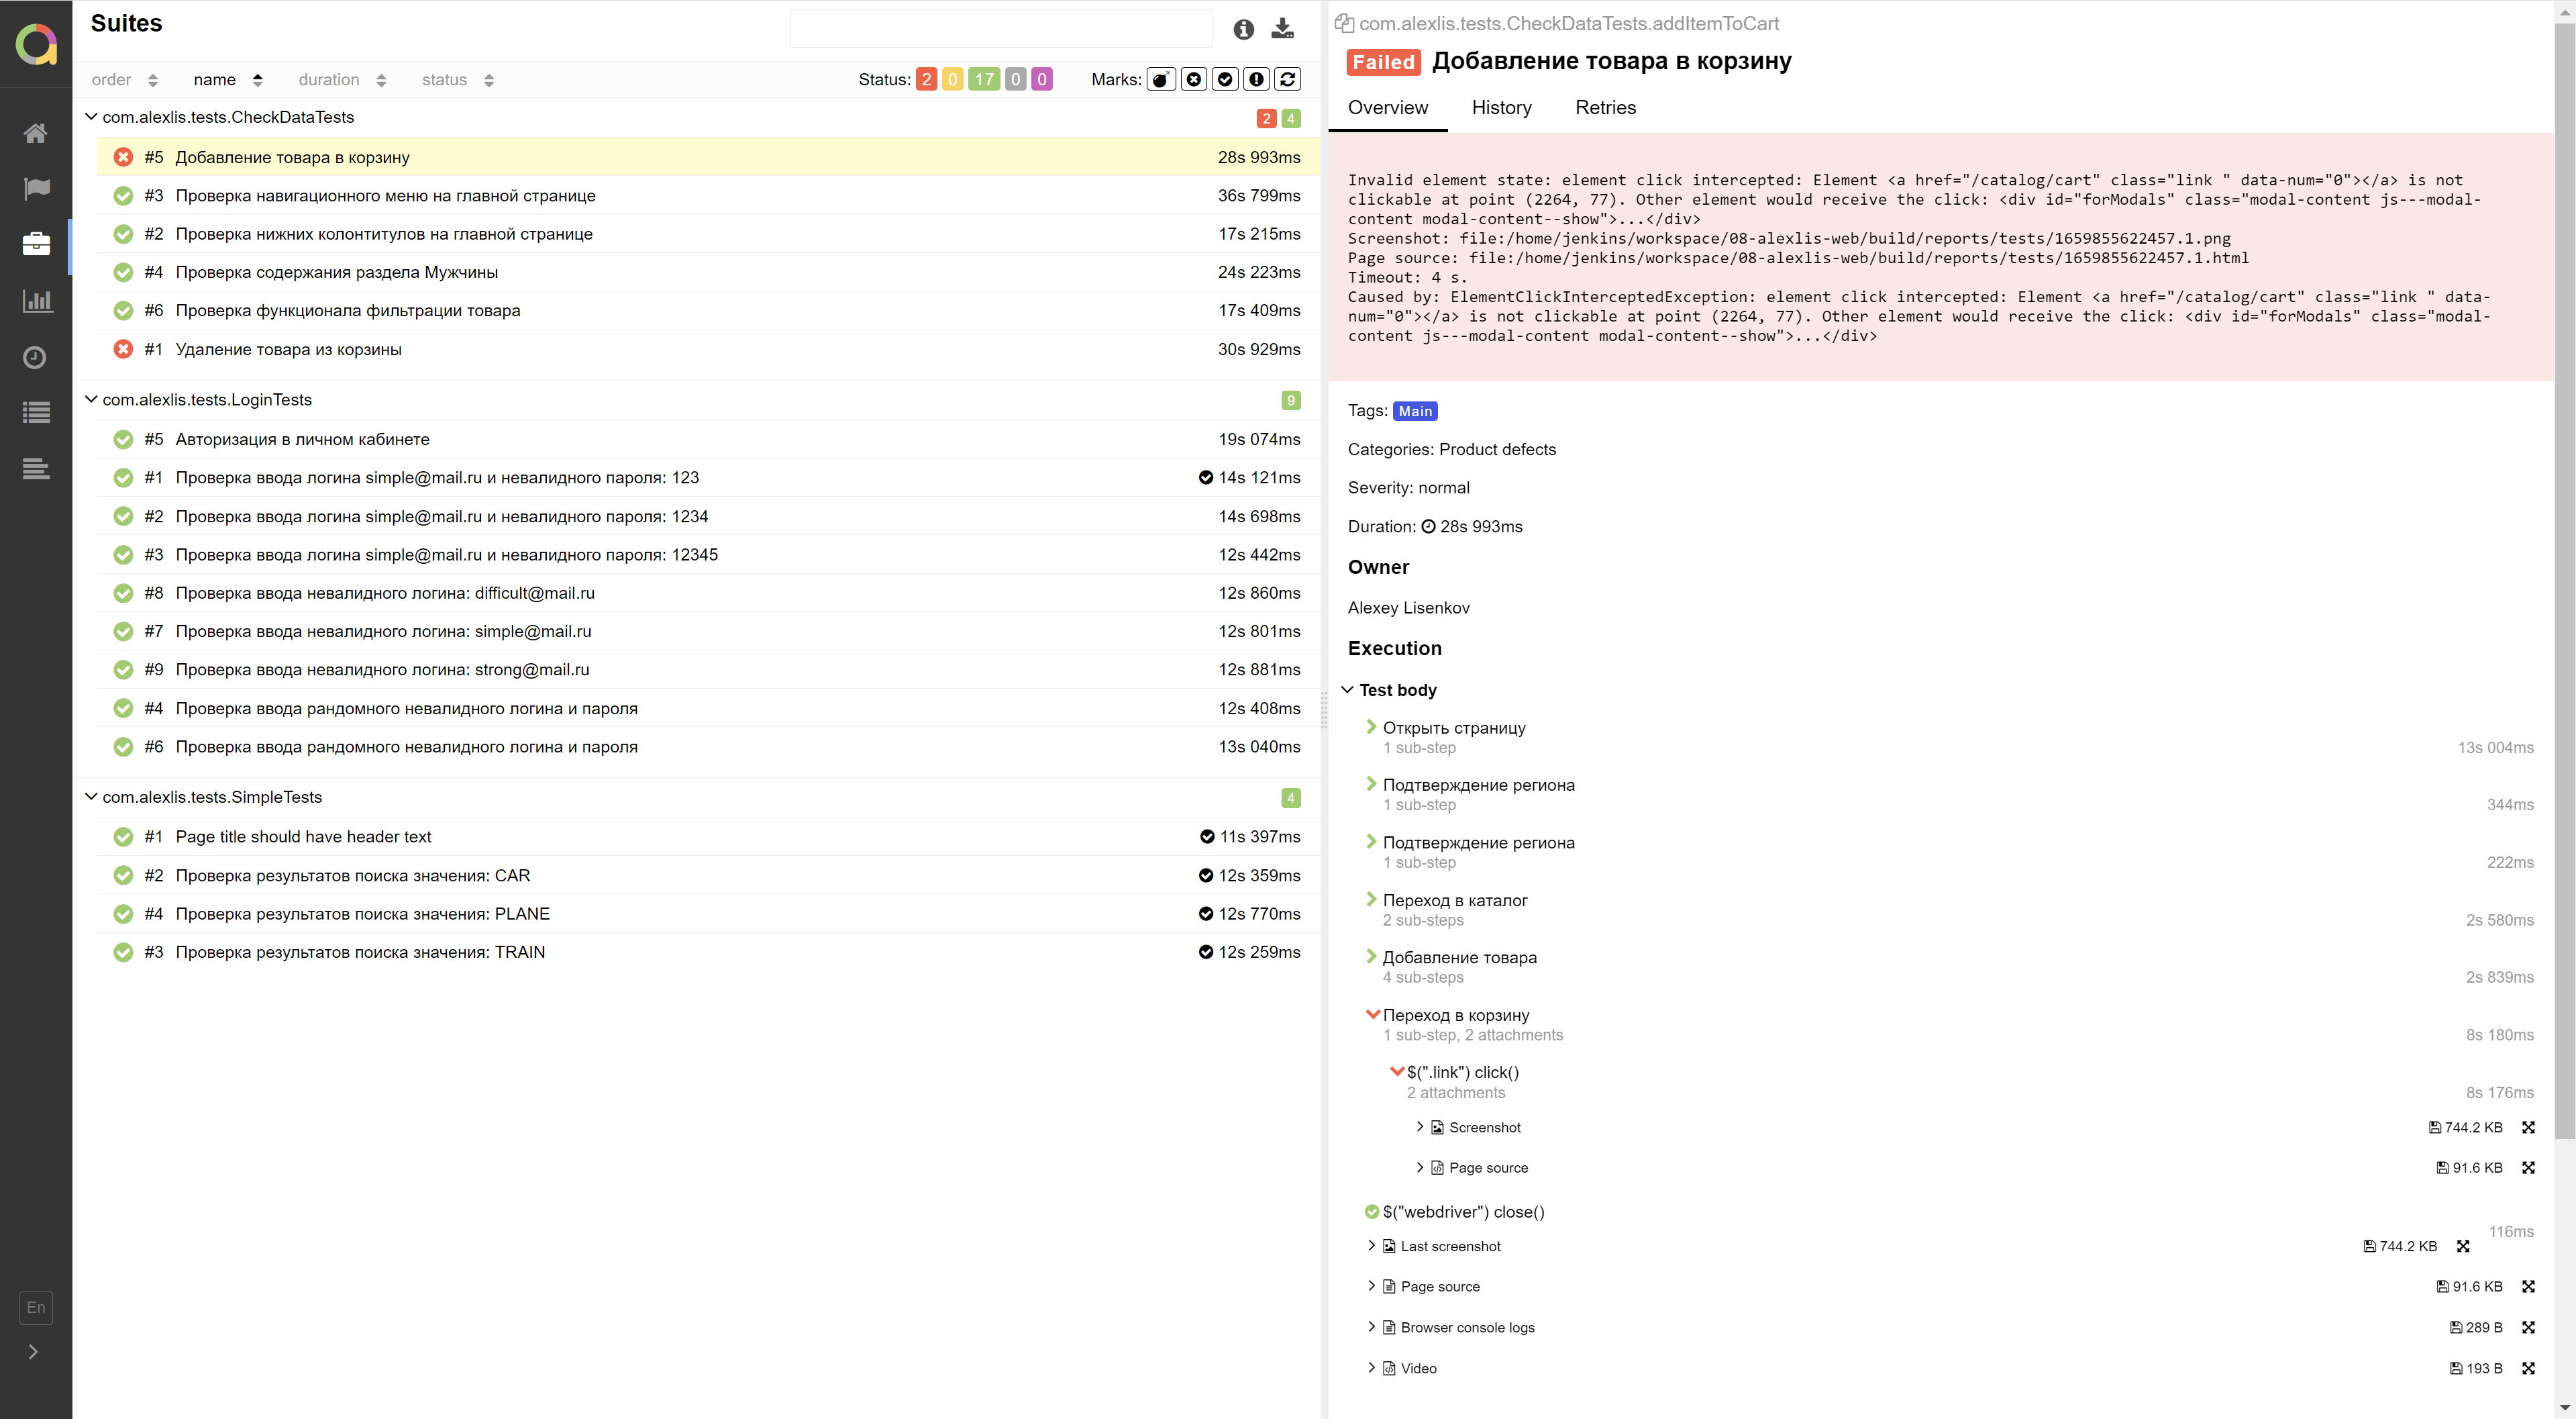 Suites
order name duration status Status: 2 0 17 0 0 Marks:
com.alexlis.tests.CheckDataTests 2 4
#5 Добавление товара в корзину 28s 993ms
#3 Проверка навигационного меню на главной странице 36s 799ms
#2 Проверка нижних колонтитулов на главной странице 17s 215ms
#4 Проверка содержания раздела Мужчины 24s 223ms
#6 Проверка функционала фильтрации товара 17s 409ms
#1 Удаление товара из корзины 30s 929ms
com.alexlis.tests.LoginTests 9
#5 Авторизация в личном кабинете 19s 074ms
#1 Проверка ввода логина simple@mail.ru и невалидного пароля: 123 14s 121ms
#2 Проверка ввода логина simple@mail.ru и невалидного пароля: 1234 14s 698ms
#3 Проверка ввода логина simple@mail.ru и невалидного пароля: 12345 12s 442ms
#8 Проверка ввода невалидного логина: difficult@mail.ru 12s 860ms
#7 Проверка ввода невалидного логина: simple@mail.ru 12s 801ms
#9 Проверка ввода невалидного логина: strong@mail.ru 12s 881ms
#4 Проверка ввода рандомного невалидного логина и пароля 12s 408ms
#6 Проверка ввода рандомного невалидного логина и пароля 13s 040ms
com.alexlis.tests.SimpleTests 4
#1 Page title should have header text 11s 397ms
#2 Проверка результатов поиска значения: CAR 12s 359ms
#4 Проверка результатов поиска значения: PLANE 12s 770ms
#3 Проверка результатов поиска значения: TRAIN 12s 259ms
En
com.alexlis.tests.CheckDataTests.addItemToCart
Failed Добавление товара в корзину
Overview History Retries
Invalid element state: element click intercepted: Element <a href="/catalog/cart" class="link " data-num="0"></a> is not
clickable at point (2264, 77). Other element would receive the click: <div id="forModals" class="modal-content js---modal-
content modal-content--show">...</div>
Screenshot: file:/home/jenkins/workspace/08-alexlis-web/build/reports/tests/1659855622457.1.png
Page source: file:/home/jenkins/workspace/08-alexlis-web/build/reports/tests/1659855622457.1.html
Timeout: 4 s.
Caused by: ElementClickInterceptedException: element click intercepted: Element <a href="/catalog/cart" class="link " data-
num="0"></a> is not clickable at point (2264, 77). Other element would receive the click: <div id="forModals" class="modal-
content js---modal-content modal-content--show">...</div>
Tags: Main
Categories: Product defects
Severity: normal
Duration: 28s 993ms
Owner
Alexey Lisenkov
Execution
Test body
Открыть страницу
1 sub-step 13s 004ms
Подтверждение региона
1 sub-step 344ms
Подтверждение региона
1 sub-step 222ms
Переход в каталог
2 sub-steps 2s 580ms
Добавление товара
4 sub-steps 2s 839ms
Переход в корзину
1 sub-step, 2 attachments 8s 180ms
$(".link") click()
2 attachments 8s 176ms
Screenshot 744.2 KB
Page source 91.6 KB
$("webdriver") close()
116ms
Last screenshot 744.2 KB
Page source 91.6 KB
Browser console logs 289 B
Video 193 B